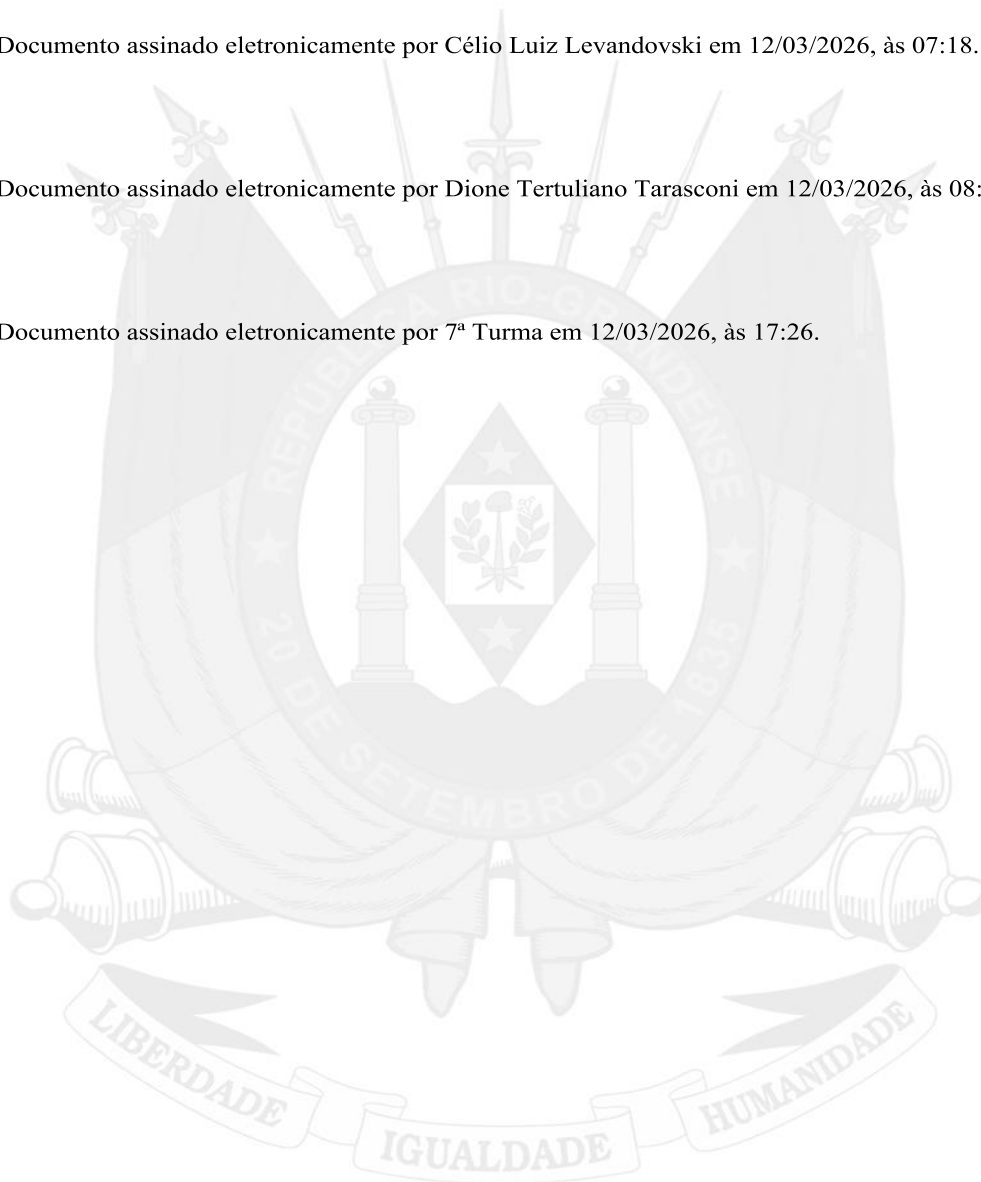 Documento assinado eletronicamente por Célio Luiz Levandovski em 12/03/2026, às 07:18.
Documento assinado eletronicamente por Dione Tertuliano Tarasconi em 12/03/2026, às 08:
Documento assinado eletronicamente por 7ª Turma em 12/03/2026, às 17:26.
REPÚBLICA RIO-GRANDENSE
★ 20 DE SETEMBRO DE 1835 ★
LIBERDADE
IGUALDADE
HUMANIDADE